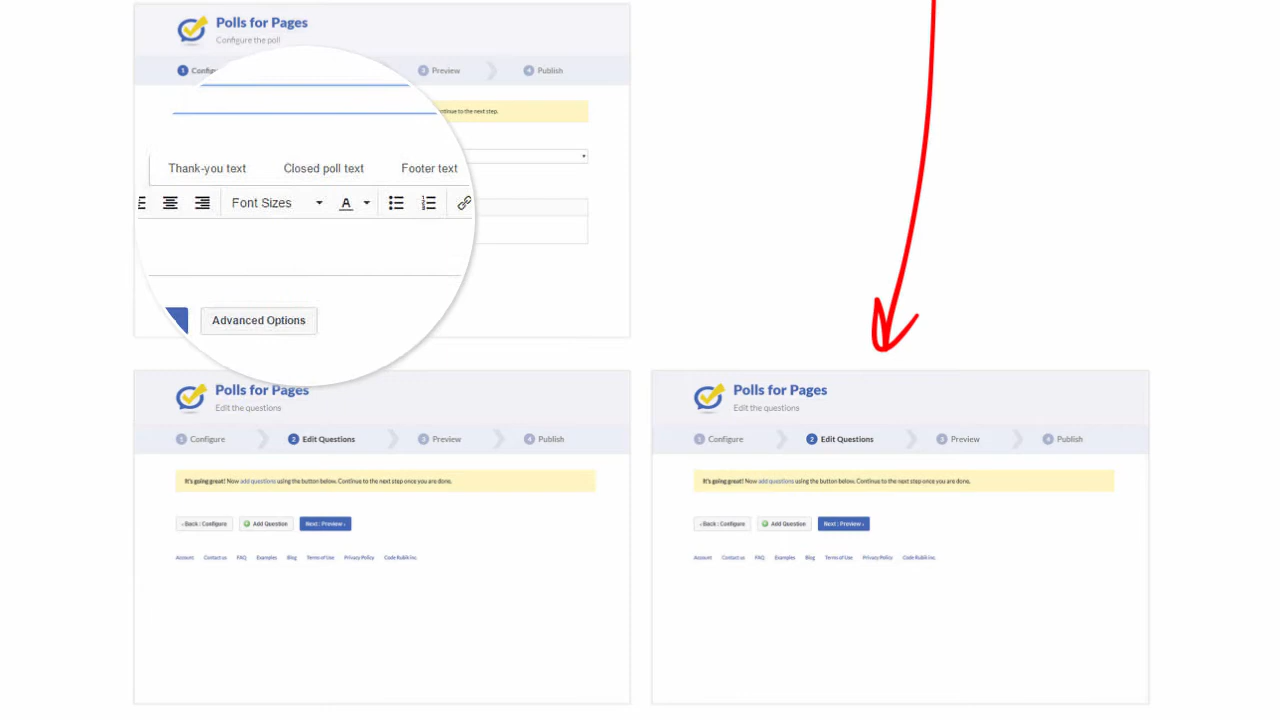 Polls for Pages
Configure the poll
1 Configu
3 Preview
4 Publish
ontinue to the next step.
Thank-you text Closed poll text Footer text
Font Sizes A
Advanced Options
Polls for Pages
Edit the questions
1 Configure 2 Edit Questions 3 Preview 4 Publish
It's going great! Now add questions using the button below. Continue to the next step once you are done.
‹ Back : Configure Add Question Next : Preview ›
Account Contact us FAQ Examples Blog Terms of Use Privacy Policy Code Rubik Inc.
Polls for Pages
Edit the questions
1 Configure 2 Edit Questions 3 Preview 4 Publish
It's going great! Now add questions using the button below. Continue to the next step once you are done.
‹ Back : Configure Add Question Next : Preview ›
Account Contact us FAQ Examples Blog Terms of Use Privacy Policy Code Rubik Inc.